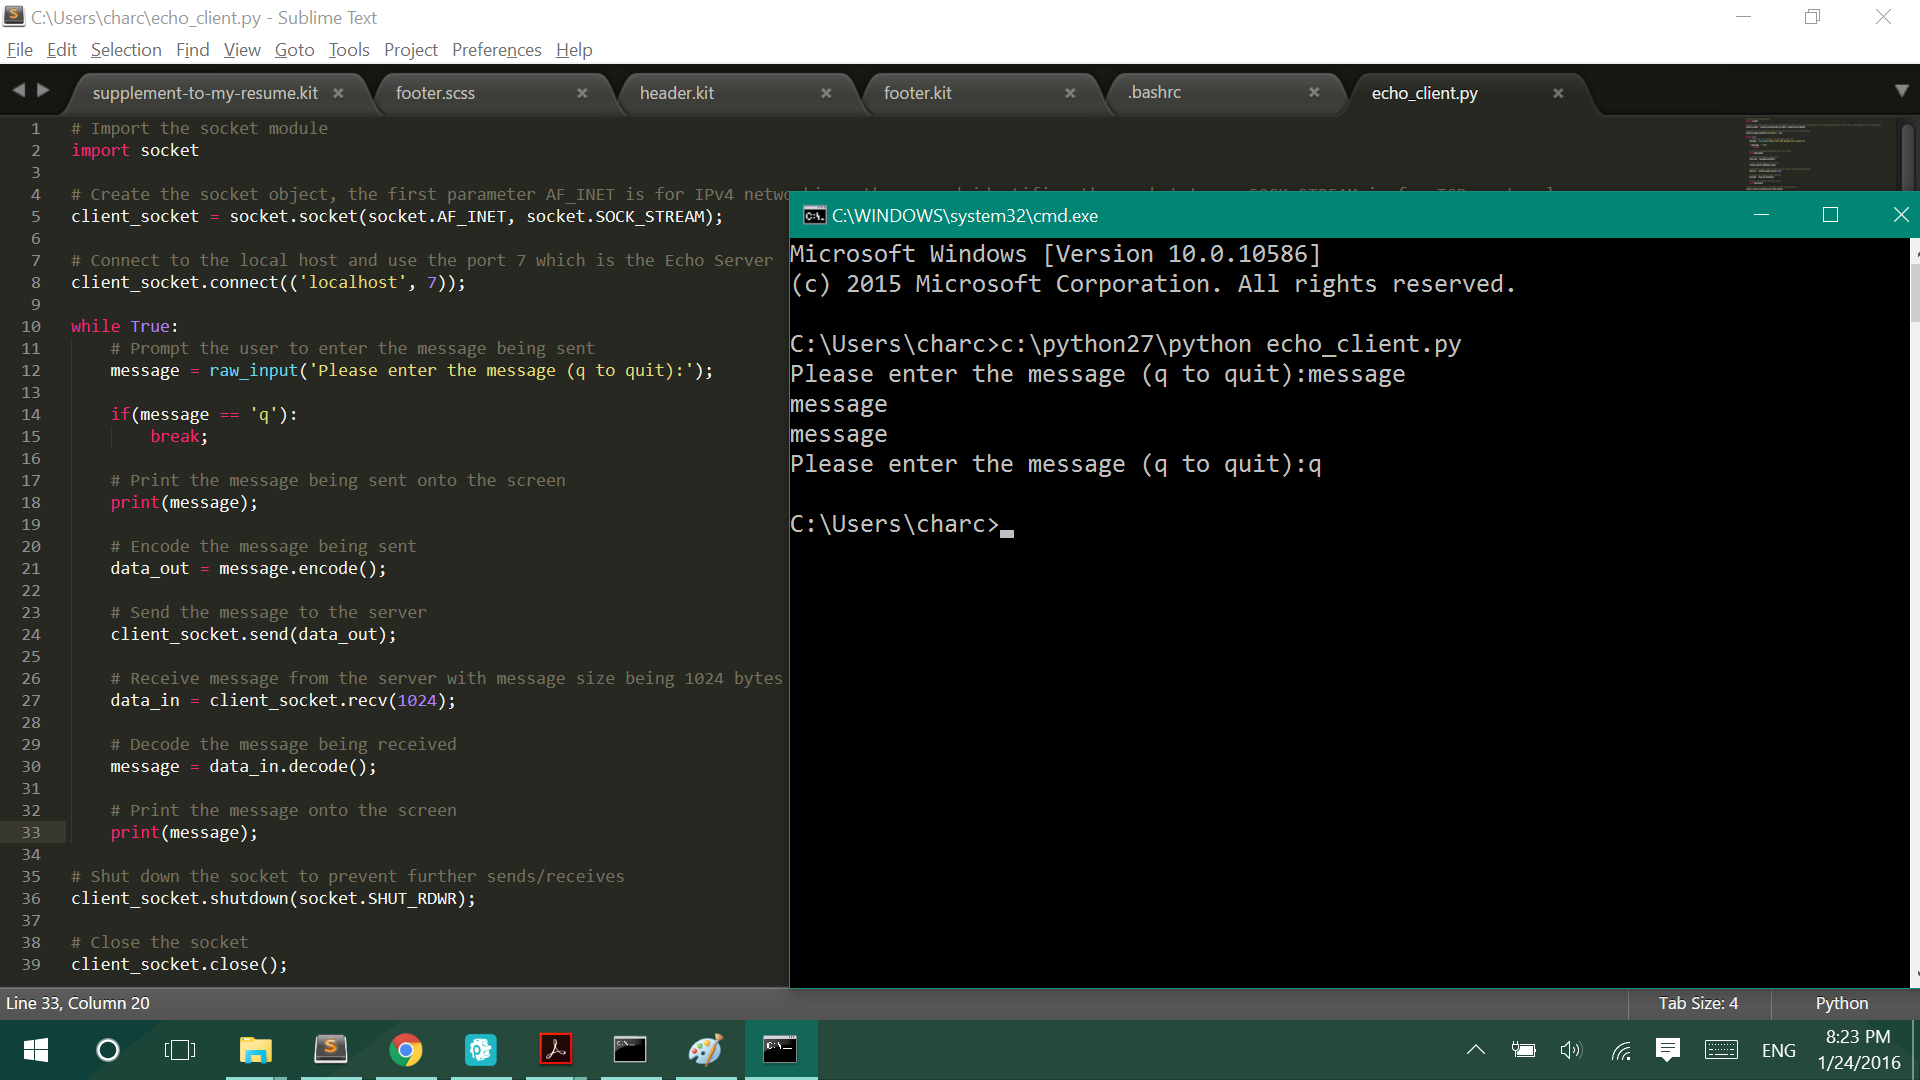 C:\Users\charc\echo_client.py - Sublime Text
File Edit Selection Find View Goto Tools Project Preferences Help
supplement-to-my-resume.kit footer.scss header.kit footer.kit .bashrc echo_client.py
1 # Import the socket module
2 import socket
3
4 # Create the socket object, the first parameter AF_INET is for IPv4
5 client_socket = socket.socket(socket.AF_INET, socket.SOCK_STREAM);
6
7 # Connect to the local host and use the port 7 which is the Echo Server
8 client_socket.connect(('localhost', 7));
9
10 while True:
11 # Prompt the user to enter the message being sent
12 message = raw_input('Please enter the message (q to quit):');
13
14 if(message == 'q'):
15 break;
16
17 # Print the message being sent onto the screen
18 print(message);
19
20 # Encode the message being sent
21 data_out = message.encode();
22
23 # Send the message to the server
24 client_socket.send(data_out);
25
26 # Receive message from the server with message size being 1024 bytes
27 data_in = client_socket.recv(1024);
28
29 # Decode the message being received
30 message = data_in.decode();
31
32 # Print the message onto the screen
33 print(message);
34
35 # Shut down the socket to prevent further sends/receives
36 client_socket.shutdown(socket.SHUT_RDWR);
37
38 # Close the socket
39 client_socket.close();
C:\WINDOWS\system32\cmd.exe
Microsoft Windows [Version 10.0.10586]
(c) 2015 Microsoft Corporation. All rights reserved.
C:\Users\charc>c:\python27\python echo_client.py
Please enter the message (q to quit):message
message
message
Please enter the message (q to quit):q
C:\Users\charc>
Line 33, Column 20
Tab Size: 4
Python
ENG
8:23 PM
1/24/2016